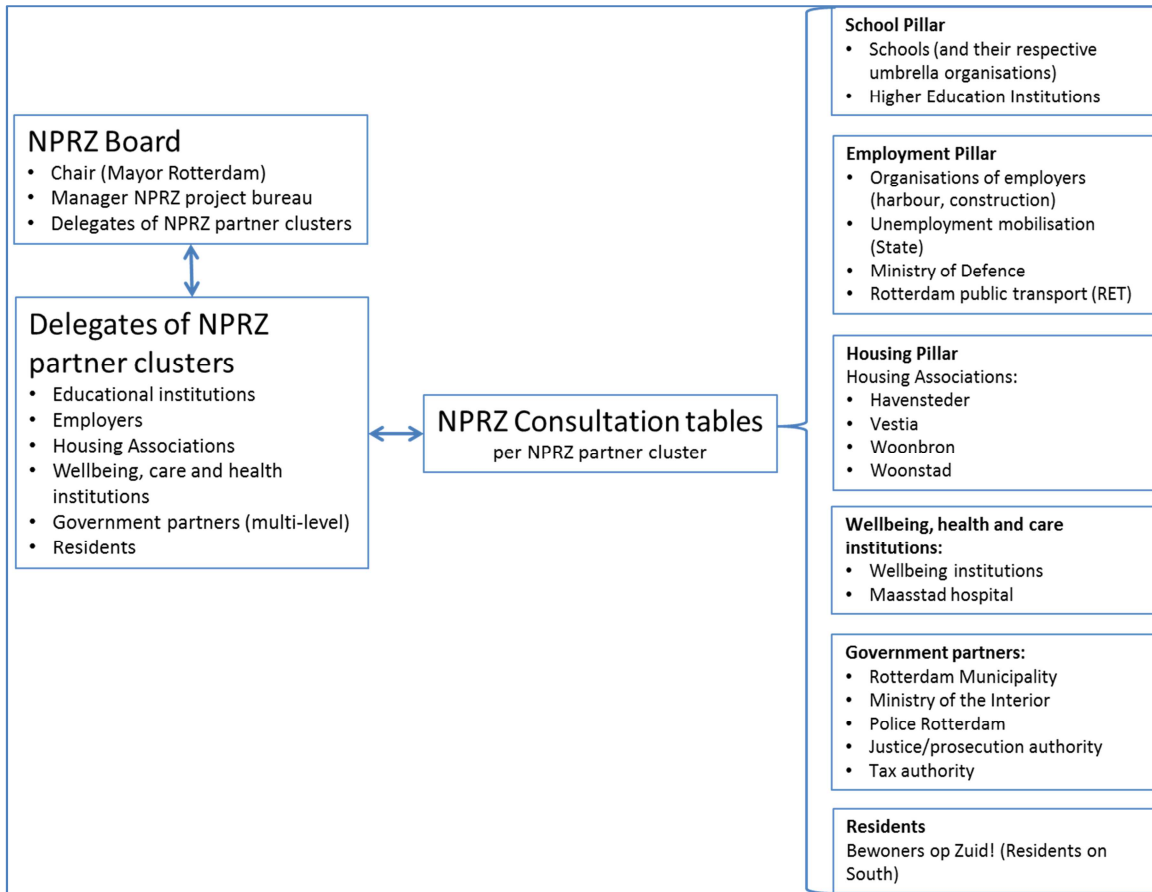 NPRZ Board
• Chair (Mayor Rotterdam)
• Manager NPRZ project bureau
• Delegates of NPRZ partner clusters
Delegates of NPRZ
partner clusters
• Educational institutions
• Employers
• Housing Associations
• Wellbeing, care and health
institutions
• Government partners (multi-level)
• Residents
NPRZ Consultation tables
per NPRZ partner cluster
School Pillar
• Schools (and their respective
umbrella organisations)
• Higher Education Institutions
Employment Pillar
• Organisations of employers
(harbour, construction)
• Unemployment mobilisation
(State)
• Ministry of Defence
• Rotterdam public transport (RET)
Housing Pillar
Housing Associations:
• Havensteder
• Vestia
• Woonbron
• Woonstad
Wellbeing, health and care
institutions:
• Wellbeing institutions
• Maasstad hospital
Government partners:
• Rotterdam Municipality
• Ministry of the Interior
• Police Rotterdam
• Justice/prosecution authority
• Tax authority
Residents
Bewoners op Zuid! (Residents on
South)